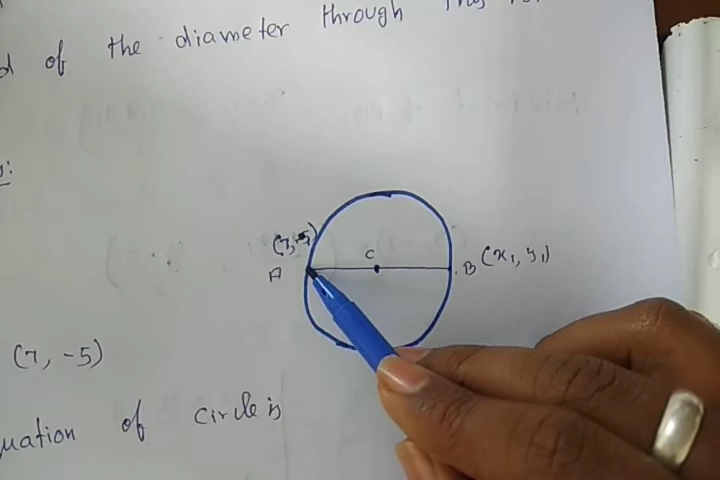 of the diameter through
(7,-5)
A C B (x₁, y₁)
(7, -5)
of circle is